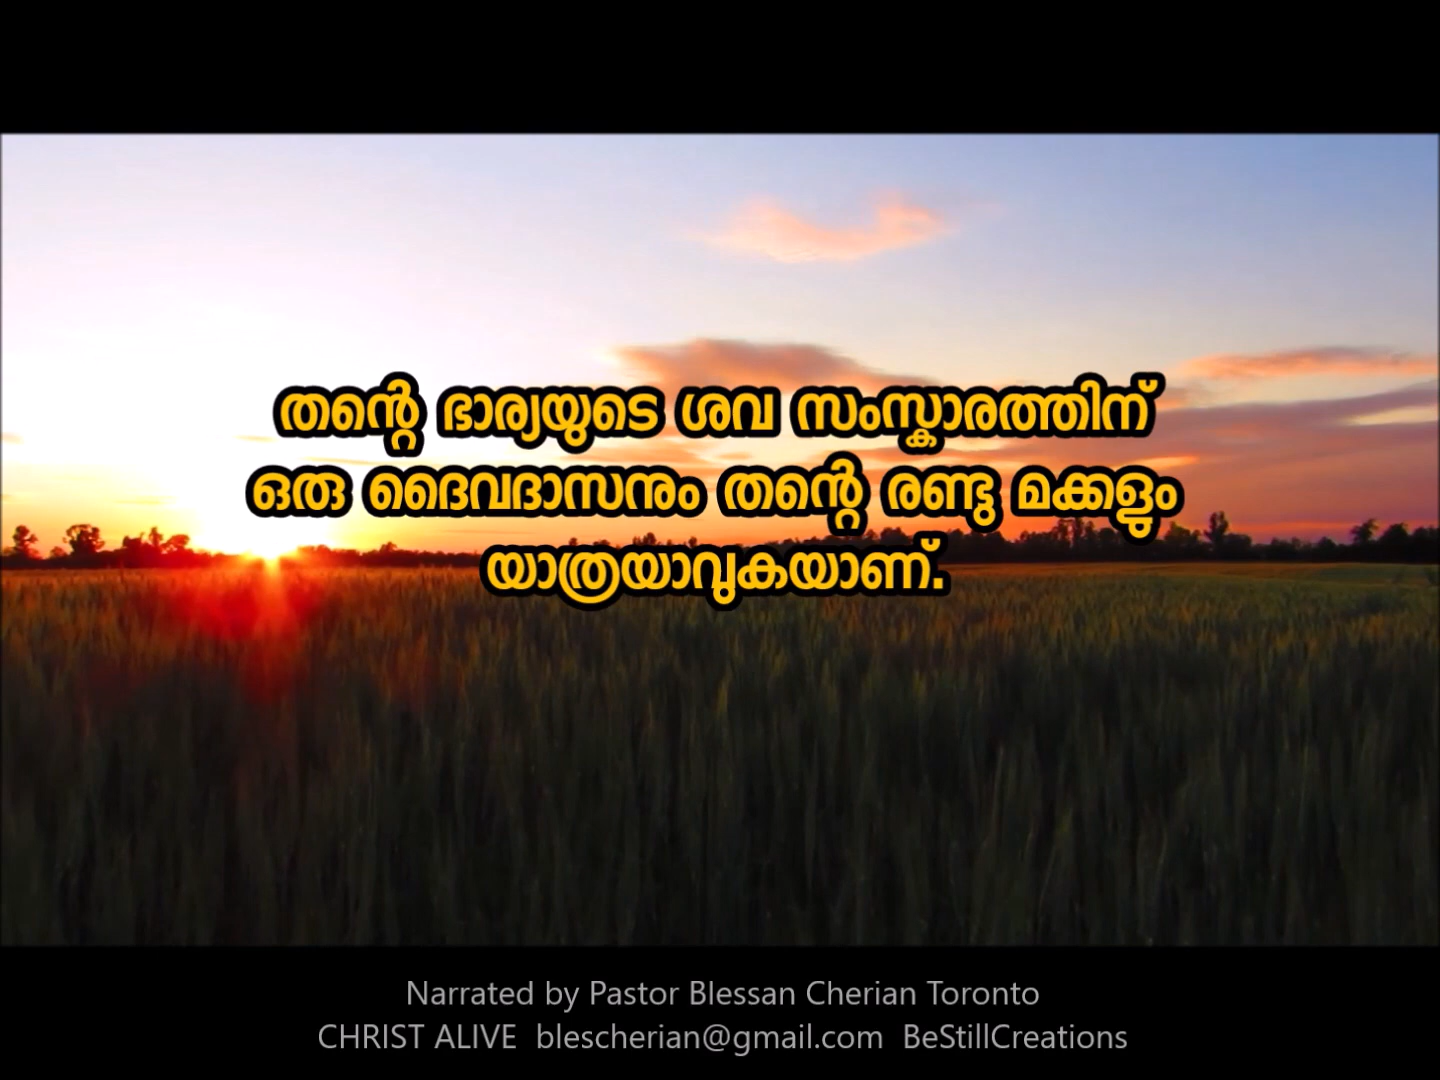 തന്റെ ഭാര്യയുടെ ശവ സംസ്കാരത്തിന്
ഒരു ദൈവദാസനും തന്റെ രണ്ടു മക്കളും
യാത്രയാവുകയാണ്.
Narrated by Pastor Blessan Cherian Toronto
CHRIST ALIVE  blescherian@gmail.com  BeStillCreations